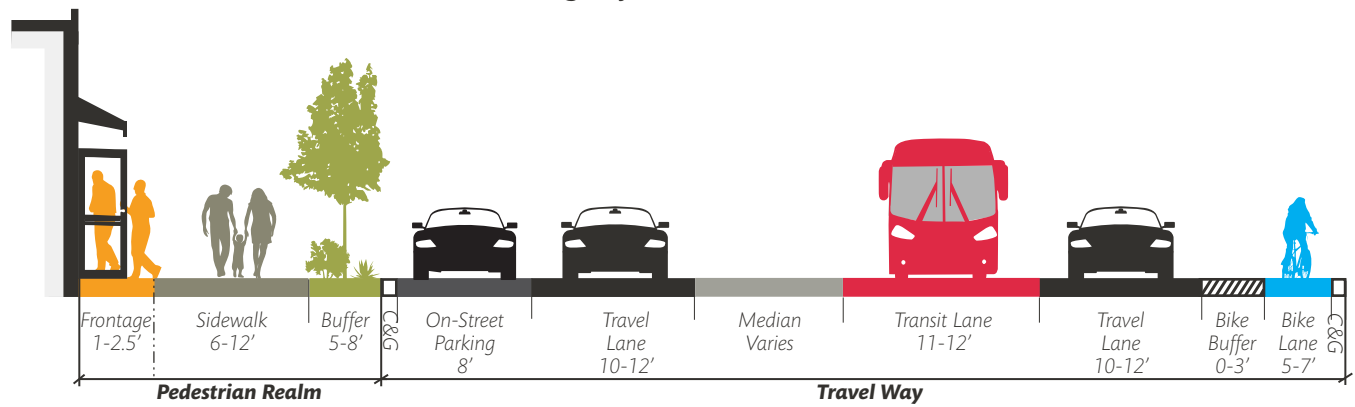 Frontage
1-2.5’
Sidewalk
6-12’
Buffer
5-8’
C&G
On-Street
Parking
8’
Travel
Lane
10-12’
Median
Varies
Transit Lane
11-12’
Travel
Lane
10-12’
Bike
Buffer
0-3’
Bike
Lane
5-7’
C&G
Pedestrian Realm
Travel Way